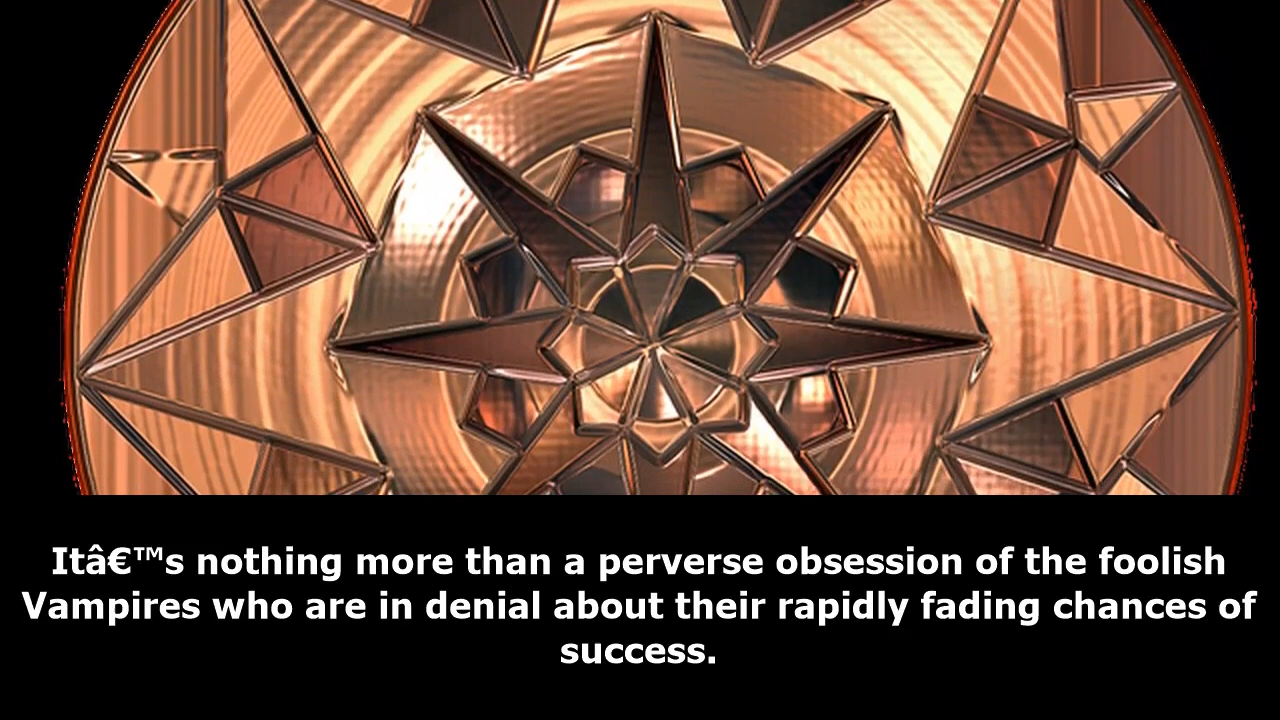 Itâ€™s nothing more than a perverse obsession of the foolish
Vampires who are in denial about their rapidly fading chances of
success.